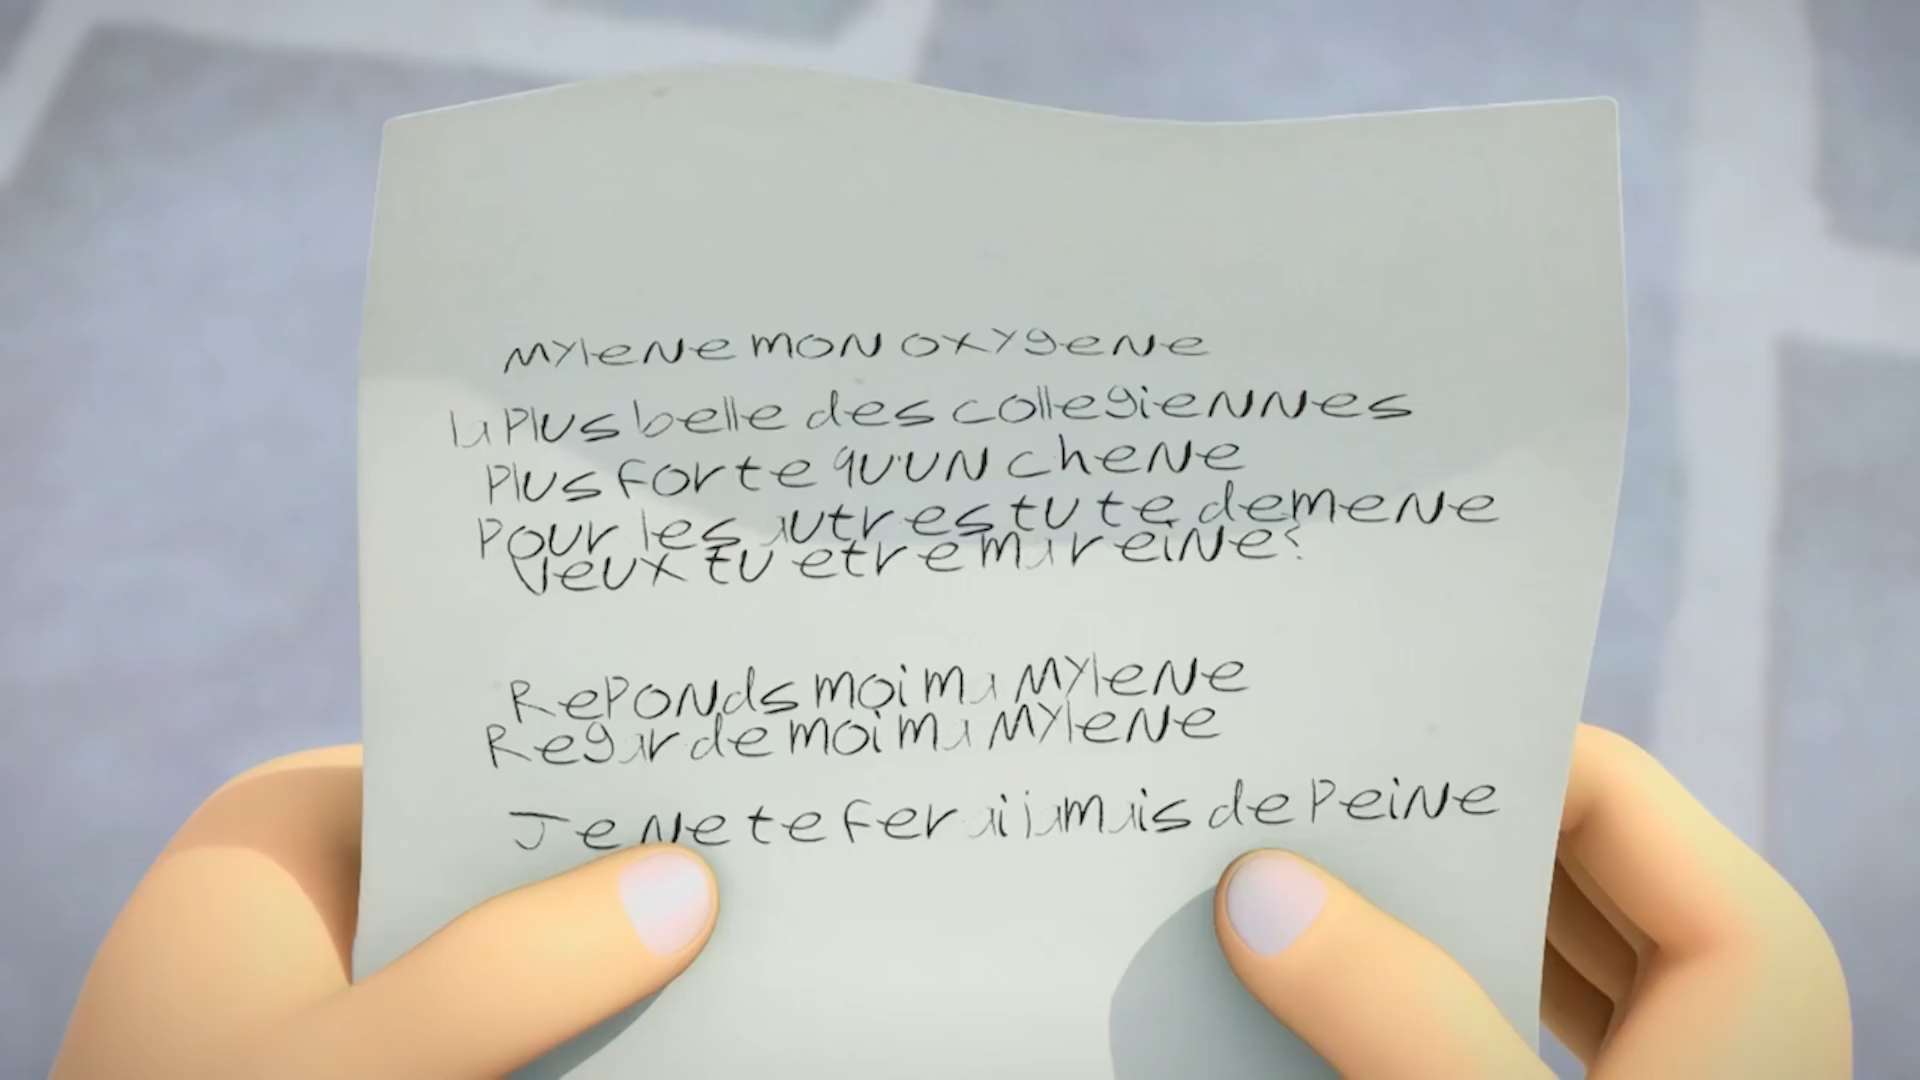 Mylene mon oxygene
la Plus belle des collegiennes
Plus forte qu'un chene
Pour les autres tu te demene
Veux tu etre ma reine?
Reponds moi ma Mylene
Regarde moi ma Mylene
Je ne te ferai jamais de Peine